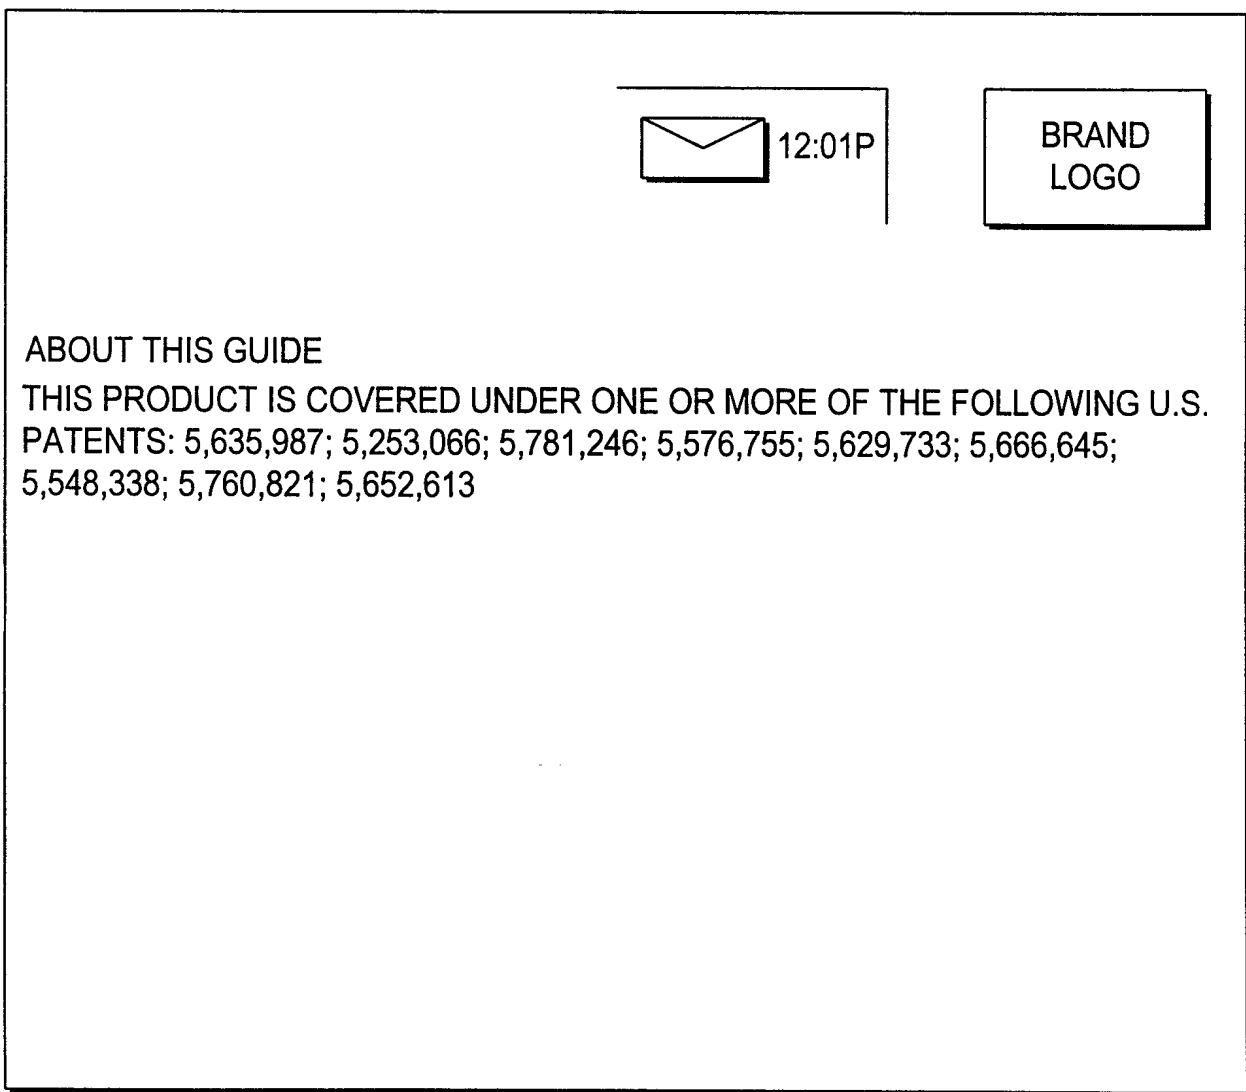 12:01P
BRAND
LOGO
ABOUT THIS GUIDE
THIS PRODUCT IS COVERED UNDER ONE OR MORE OF THE FOLLOWING U.S.
PATENTS: 5,635,987; 5,253,066; 5,781,246; 5,576,755; 5,629,733; 5,666,645;
5,548,338; 5,760,821; 5,652,613